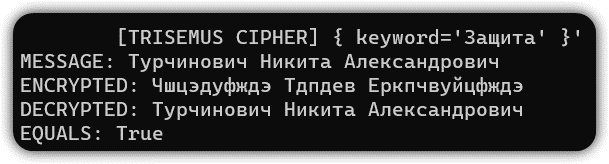 [TRISEMUS CIPHER] { keyword='Защита' }'
MESSAGE: Турчинович Никита Александрович
ENCRYPTED: Чшцэдуфждэ Тдпдев Еркпчвуйцфждэ
DECRYPTED: Турчинович Никита Александрович
EQUALS: True